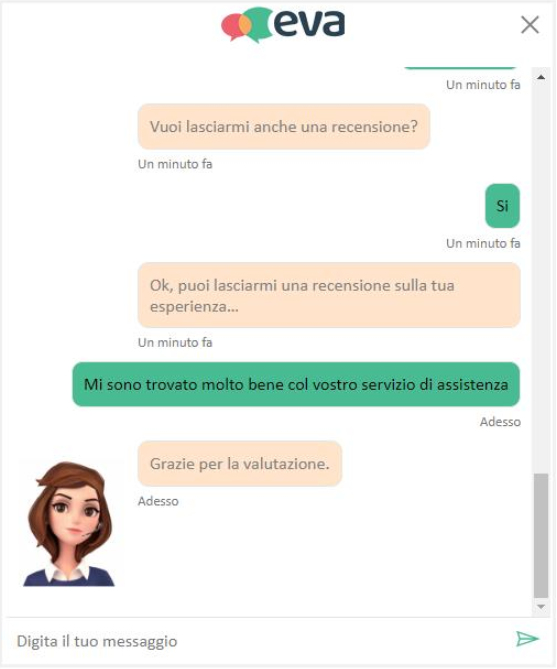 eva
Un minuto fa
Vuoi lasciarmi anche una recensione?
Un minuto fa
Si
Un minuto fa
Ok, puoi lasciarmi una recensione sulla tua
esperienza...
Un minuto fa
Mi sono trovato molto bene col vostro servizio di assistenza
Adesso
Grazie per la valutazione.
Adesso
Digita il tuo messaggio